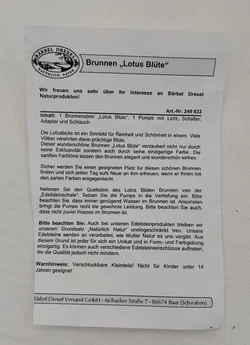 BÄRBEL DREXEL
NATÜRLICH NATUR
Brunnen „Lotus Blüte“
Wir freuen uns sehr über Ihr Interesse an Bärbel Drexel
Naturprodukten!
Art.-Nr. 249 833
Inhalt: 1 Brunnenstein „Lotus Blüte“, 1 Pumpe mit Licht, Schalter,
Adapter und Schlauch
Die Lotusblüte ist ein Sinnbild für Reinheit und Schönheit in einem. Viele
Völker verehrten diese prächtige Blüte.
Dieser wunderschöne Brunnen „Lotus Blüte“ verzaubert nicht nur durch
seine Exklusivität sondern auch durch seine einzigartige Farbe. Die
sanften Farbtöne lassen den Brunnen elegant und wunderschön wirken.
Sicher werden Sie einen geeigneten Platz für diesen schönen Brunnen
finden und sich jeden Tag aufs Neue an ihm erfreuen, wenn er Ihnen mit
den zarten Farben entgegenlacht.
Nehmen Sie den Quellstein des Lotus Blüten Brunnen von der
„Edelsteinschale“. Setzen Sie die Pumpe in die Vertiefung ein. Bitte
beachten Sie, dass immer genügend Wasser im Brunnen ist. Ansonsten
bringt die Pumpe nicht die gewohnte Leistung. Bitte beachten Sie auch,
dass nicht zuviel Wasser im Brunnen ist.
Bitte beachten Sie: Auch bei unseren Edelsteinprodukten bleiben wir
unserem Grundsatz „Natürlich Natur“ uneingeschränkt treu. Unsere
Edelsteine werden so verarbeitet, wie Mutter Natur es uns vorgibt. Aus
diesem Grund ist jeder für sich ein Unikat und in Form- und Farbgebung
einzigartig. Es können auch verschiedene Edelsteineinschlüsse auftreten,
die die Qualität jedoch nicht mindern.
Warnhinweis: Verschluckbare Kleinteile! Nicht für Kinder unter 14
Jahren geeignet!
Bärbel Drexel Versand GmbH - Aichacher Straße 7 - 86674 Baar (Schwaben)